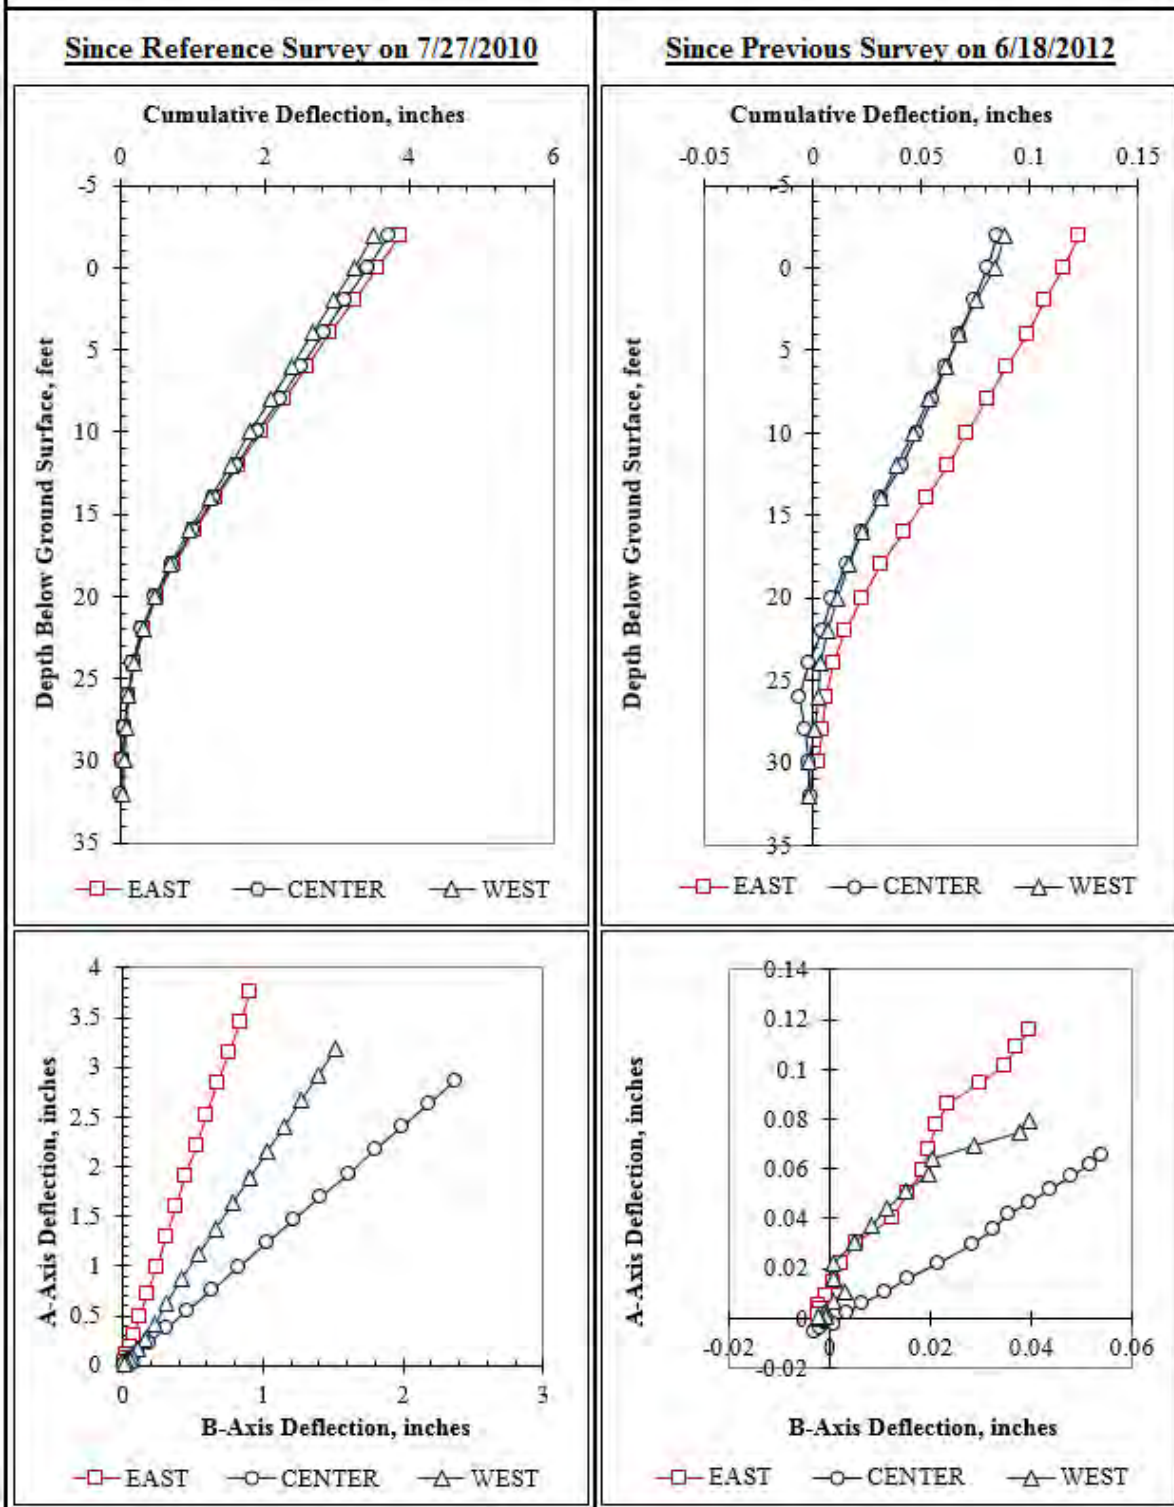 Since Reference Survey on 7/27/2010
Since Previous Survey on 6/18/2012
Cumulative Deflection, inches
0 2 4 6
-5
0
5
10
15
20
25
30
35
Depth Below Ground Surface, feet
EAST CENTER WEST
Cumulative Deflection, inches
-0.05 0 0.05 0.1 0.15
-5
0
5
10
15
20
25
30
35
Depth Below Ground Surface, feet
EAST CENTER WEST
4
3.5
3
2.5
2
1.5
1
0.5
0
A-Axis Deflection, inches
0 1 2 3
B-Axis Deflection, inches
EAST CENTER WEST
0.14
0.12
0.1
0.08
0.06
0.04
0.02
0
-0.02
A-Axis Deflection, inches
-0.02 0 0.02 0.04 0.06
B-Axis Deflection, inches
EAST CENTER WEST